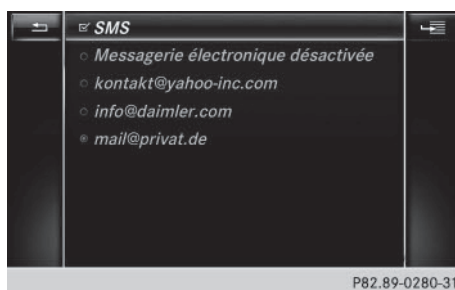 SMS
Messagerie électronique désactivée
kontakt@yahoo-inc.com
info@daimler.com
mail@privat.de
P82.89-0280-31